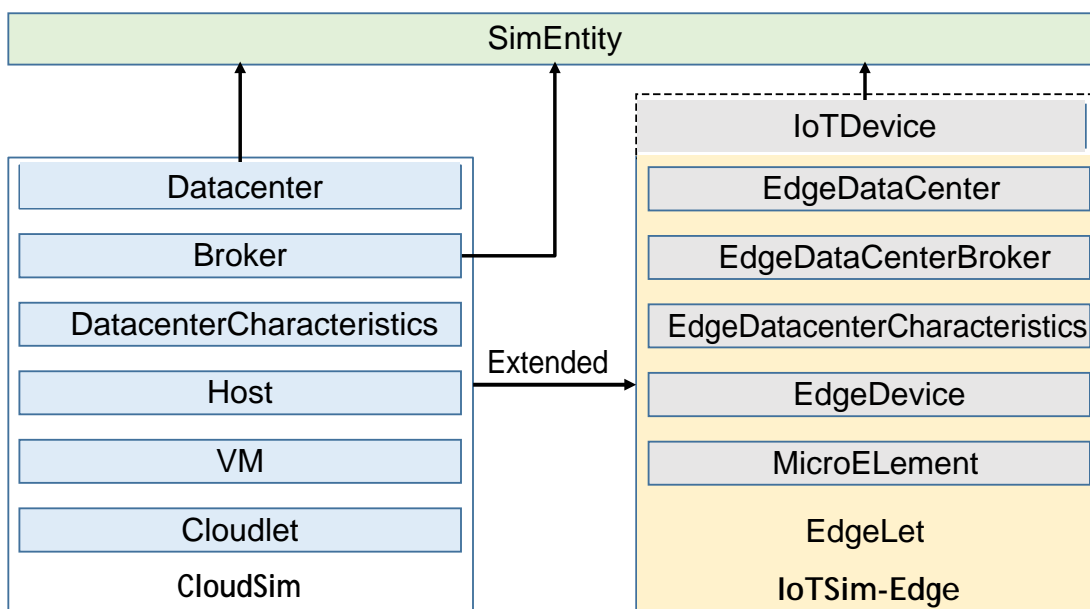 SimEntity
IoTDevice
Datacenter
EdgeDataCenter
Broker
EdgeDataCenterBroker
DatacenterCharacteristics
EdgeDatacenterCharacteristics
Extended
Host
EdgeDevice
VM
MicroELement
Cloudlet
EdgeLet
CloudSim
IoTSim-Edge